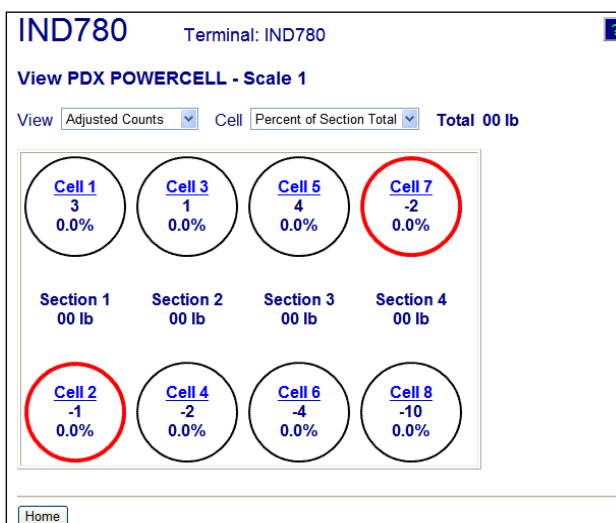 IND780 Terminal: IND780
?
View PDX POWERCELL - Scale 1
View Adjusted Counts Cell Percent of Section Total Total 00 lb
Cell 1 Cell 3 Cell 5 Cell 7
3 1 4 -2
0.0% 0.0% 0.0% 0.0%
Section 1 Section 2 Section 3 Section 4
00 lb 00 lb 00 lb 00 lb
Cell 2 Cell 4 Cell 6 Cell 8
-1 -2 -4 -10
0.0% 0.0% 0.0% 0.0%
Home